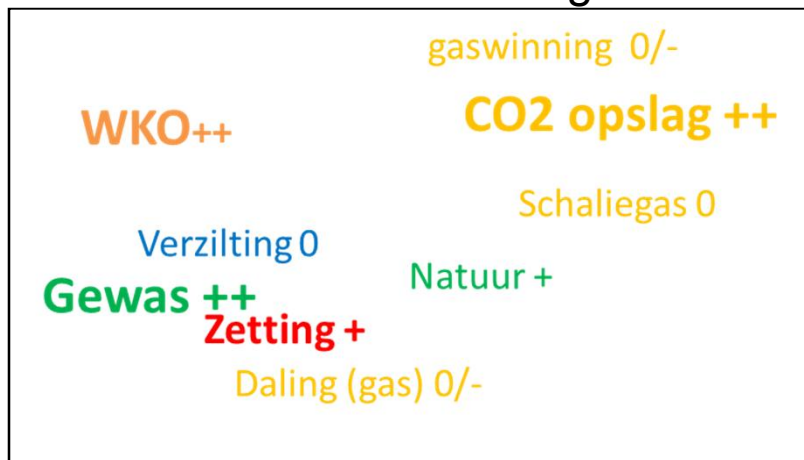 gaswinning 0/-
WKO++
CO2 opslag ++
Schaliegas 0
Verzilting 0
Natuur +
Gewas ++
Zetting +
Daling (gas) 0/-